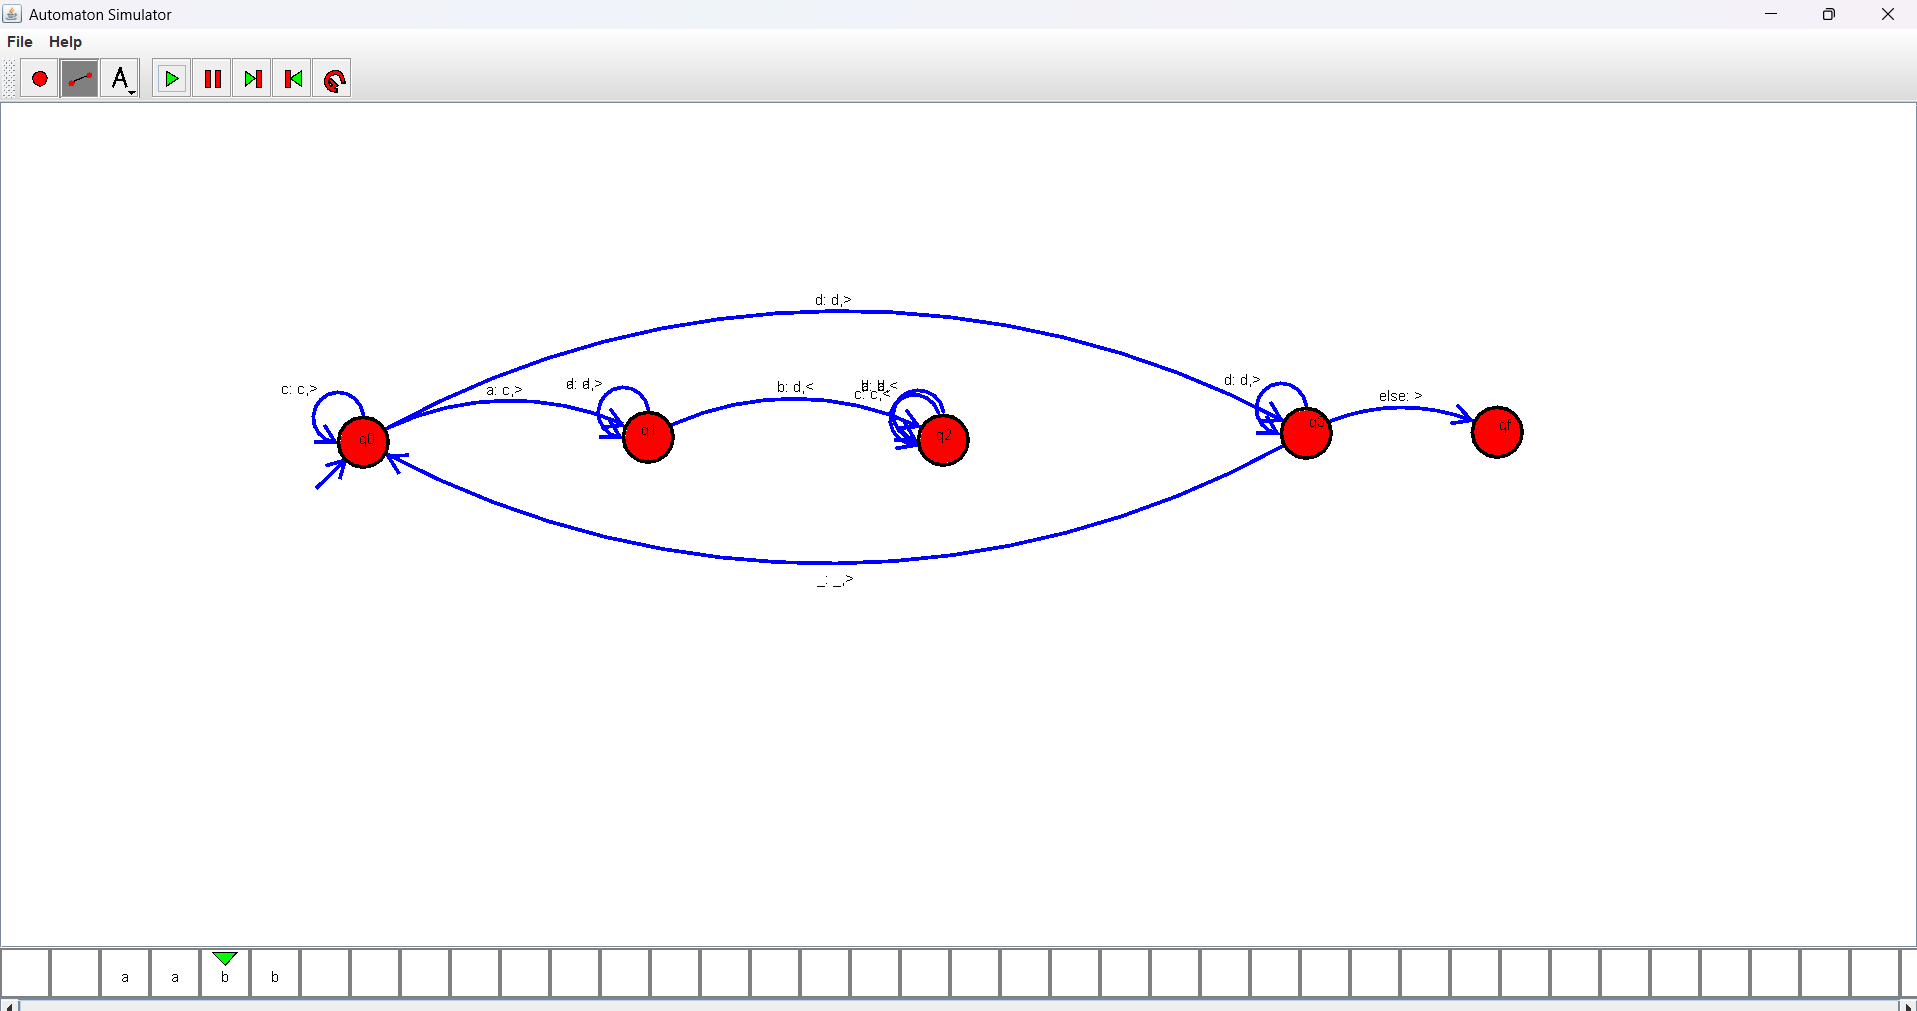 Automaton Simulator
File Help
A
d: d,>
c: c,>
a: c,>
b: d,<
c: c,<
d: d,>
else: >
q0
q1
q2
q3
qf
_: _,>
a a b b